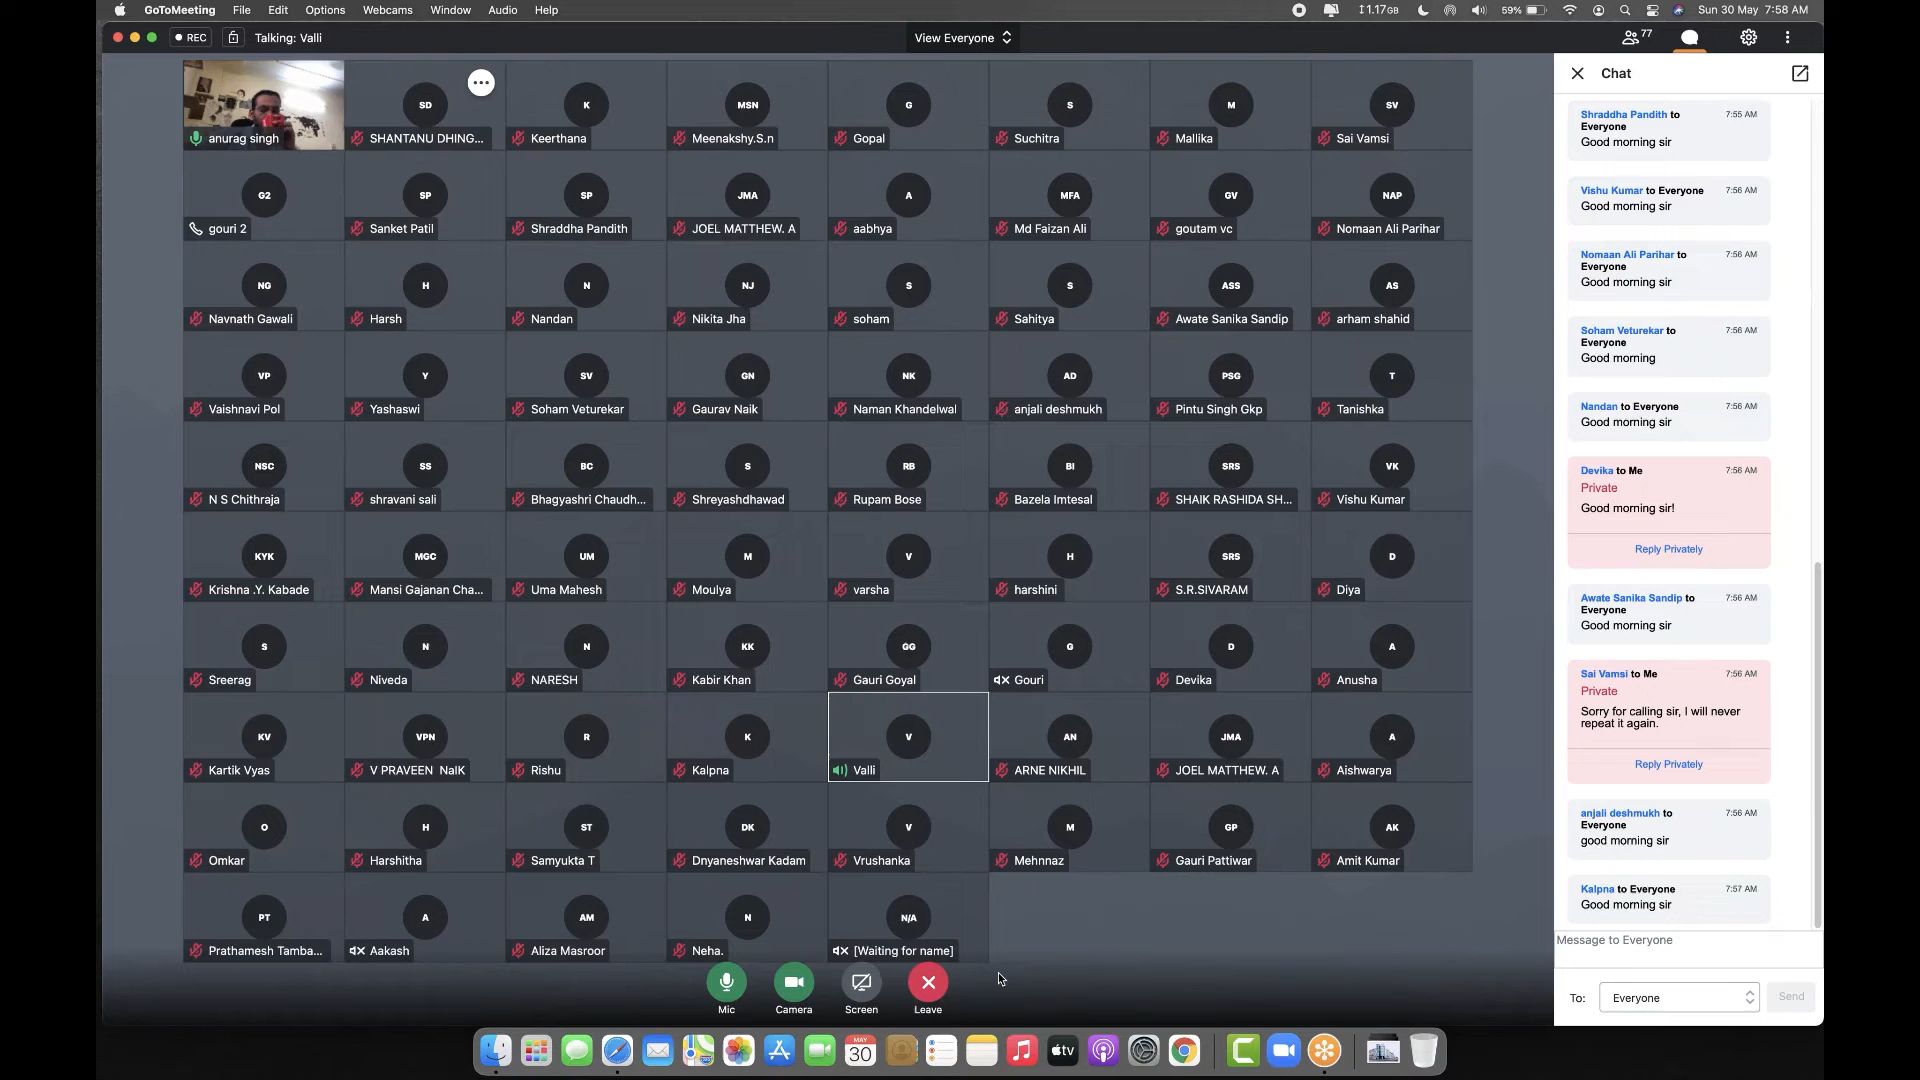 GoToMeeting File Edit Options Webcams Window Audio Help
1.17GB 59% Sun 30 May 7:58 AM
REC Talking: Valli
View Everyone
77
Chat
SD K MSN G S M SV
anurag singh SHANTANU DHING... Keerthana Meenakshy.S.n Gopal Suchitra Mallika Sai Vamsi
G2 SP SP JMA A MFA GV NAP
gouri 2 Sanket Patil Shraddha Pandith JOEL MATTHEW. A aabhya Md Faizan Ali goutam vc Nomaan Ali Parihar
NG H N NJ S S ASS AS
Navnath Gawali Harsh Nandan Nikita Jha soham Sahitya Awate Sanika Sandip arham shahid
VP Y SV GN NK AD PSG T
Vaishnavi Pol Yashaswi Soham Veturekar Gaurav Naik Naman Khandelwal anjali deshmukh Pintu Singh Gkp Tanishka
NSC SS BC S RB BI SRS VK
N S Chithraja shravani sali Bhagyashri Chaudh... Shreyashdhawad Rupam Bose Bazela Imtesal SHAIK RASHIDA SH... Vishu Kumar
KYK MGC UM M V H SRS D
Krishna .Y. Kabade Mansi Gajanan Cha... Uma Mahesh Moulya varsha harshini S.R.SIVARAM Diya
S N N KK GG G D A
Sreerag Niveda NARESH Kabir Khan Gauri Goyal Gouri Devika Anusha
KV VPN R K V AN JMA A
Kartik Vyas V PRAVEEN NaIK Rishu Kalpna Valli ARNE NIKHIL JOEL MATTHEW. A Aishwarya
O H ST DK V M GP AK
Omkar Harshitha Samyukta T Dnyaneshwar Kadam Vrushanka Mehnnaz Gauri Pattiwar Amit Kumar
PT A AM N N/A
Prathamesh Tamba... Aakash Aliza Masroor Neha. [Waiting for name]
Mic Camera Screen Leave
Shraddha Pandith to 7:55 AM
Everyone
Good morning sir
Vishu Kumar to Everyone 7:56 AM
Good morning sir
Nomaan Ali Parihar to 7:56 AM
Everyone
Good morning sir
Soham Veturekar to 7:56 AM
Everyone
Good morning
Nandan to Everyone 7:56 AM
Good morning sir
Devika to Me 7:56 AM
Private
Good morning sir!
Reply Privately
Awate Sanika Sandip to 7:56 AM
Everyone
Good morning sir
Sai Vamsi to Me 7:56 AM
Private
Sorry for calling sir, I will never
repeat it again.
Reply Privately
anjali deshmukh to 7:56 AM
Everyone
good morning sir
Kalpna to Everyone 7:57 AM
Good morning sir
Message to Everyone
To: Everyone Send
MAY
30
tv